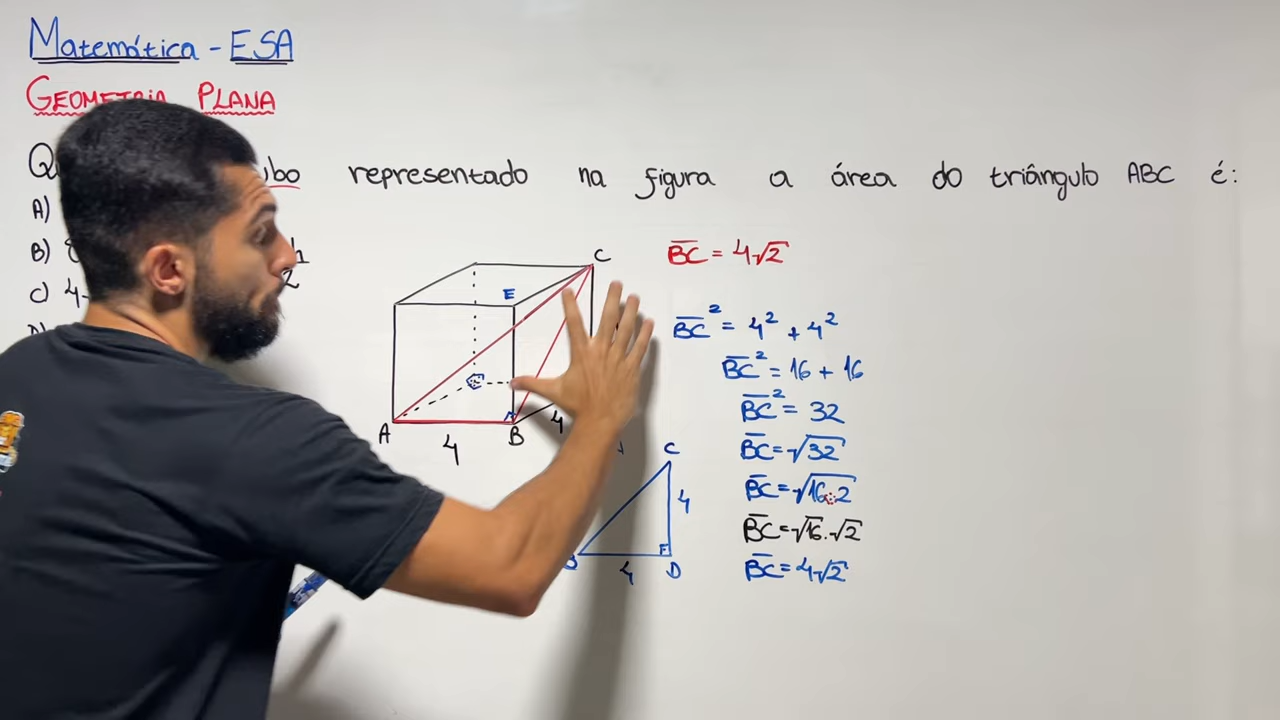 Matemática - ESA
GEOMETRIA PLANA
representado na figura a área do triângulo ABC é:
A)
B)
C) 4
2
C
E
A
B
4
4
BC = 4√2
BC² = 4² + 4²
BC² = 16 + 16
BC² = 32
BC = √32
BC = √16.2
BC = √16.√2
BC = 4√2
C
4
B
4
D